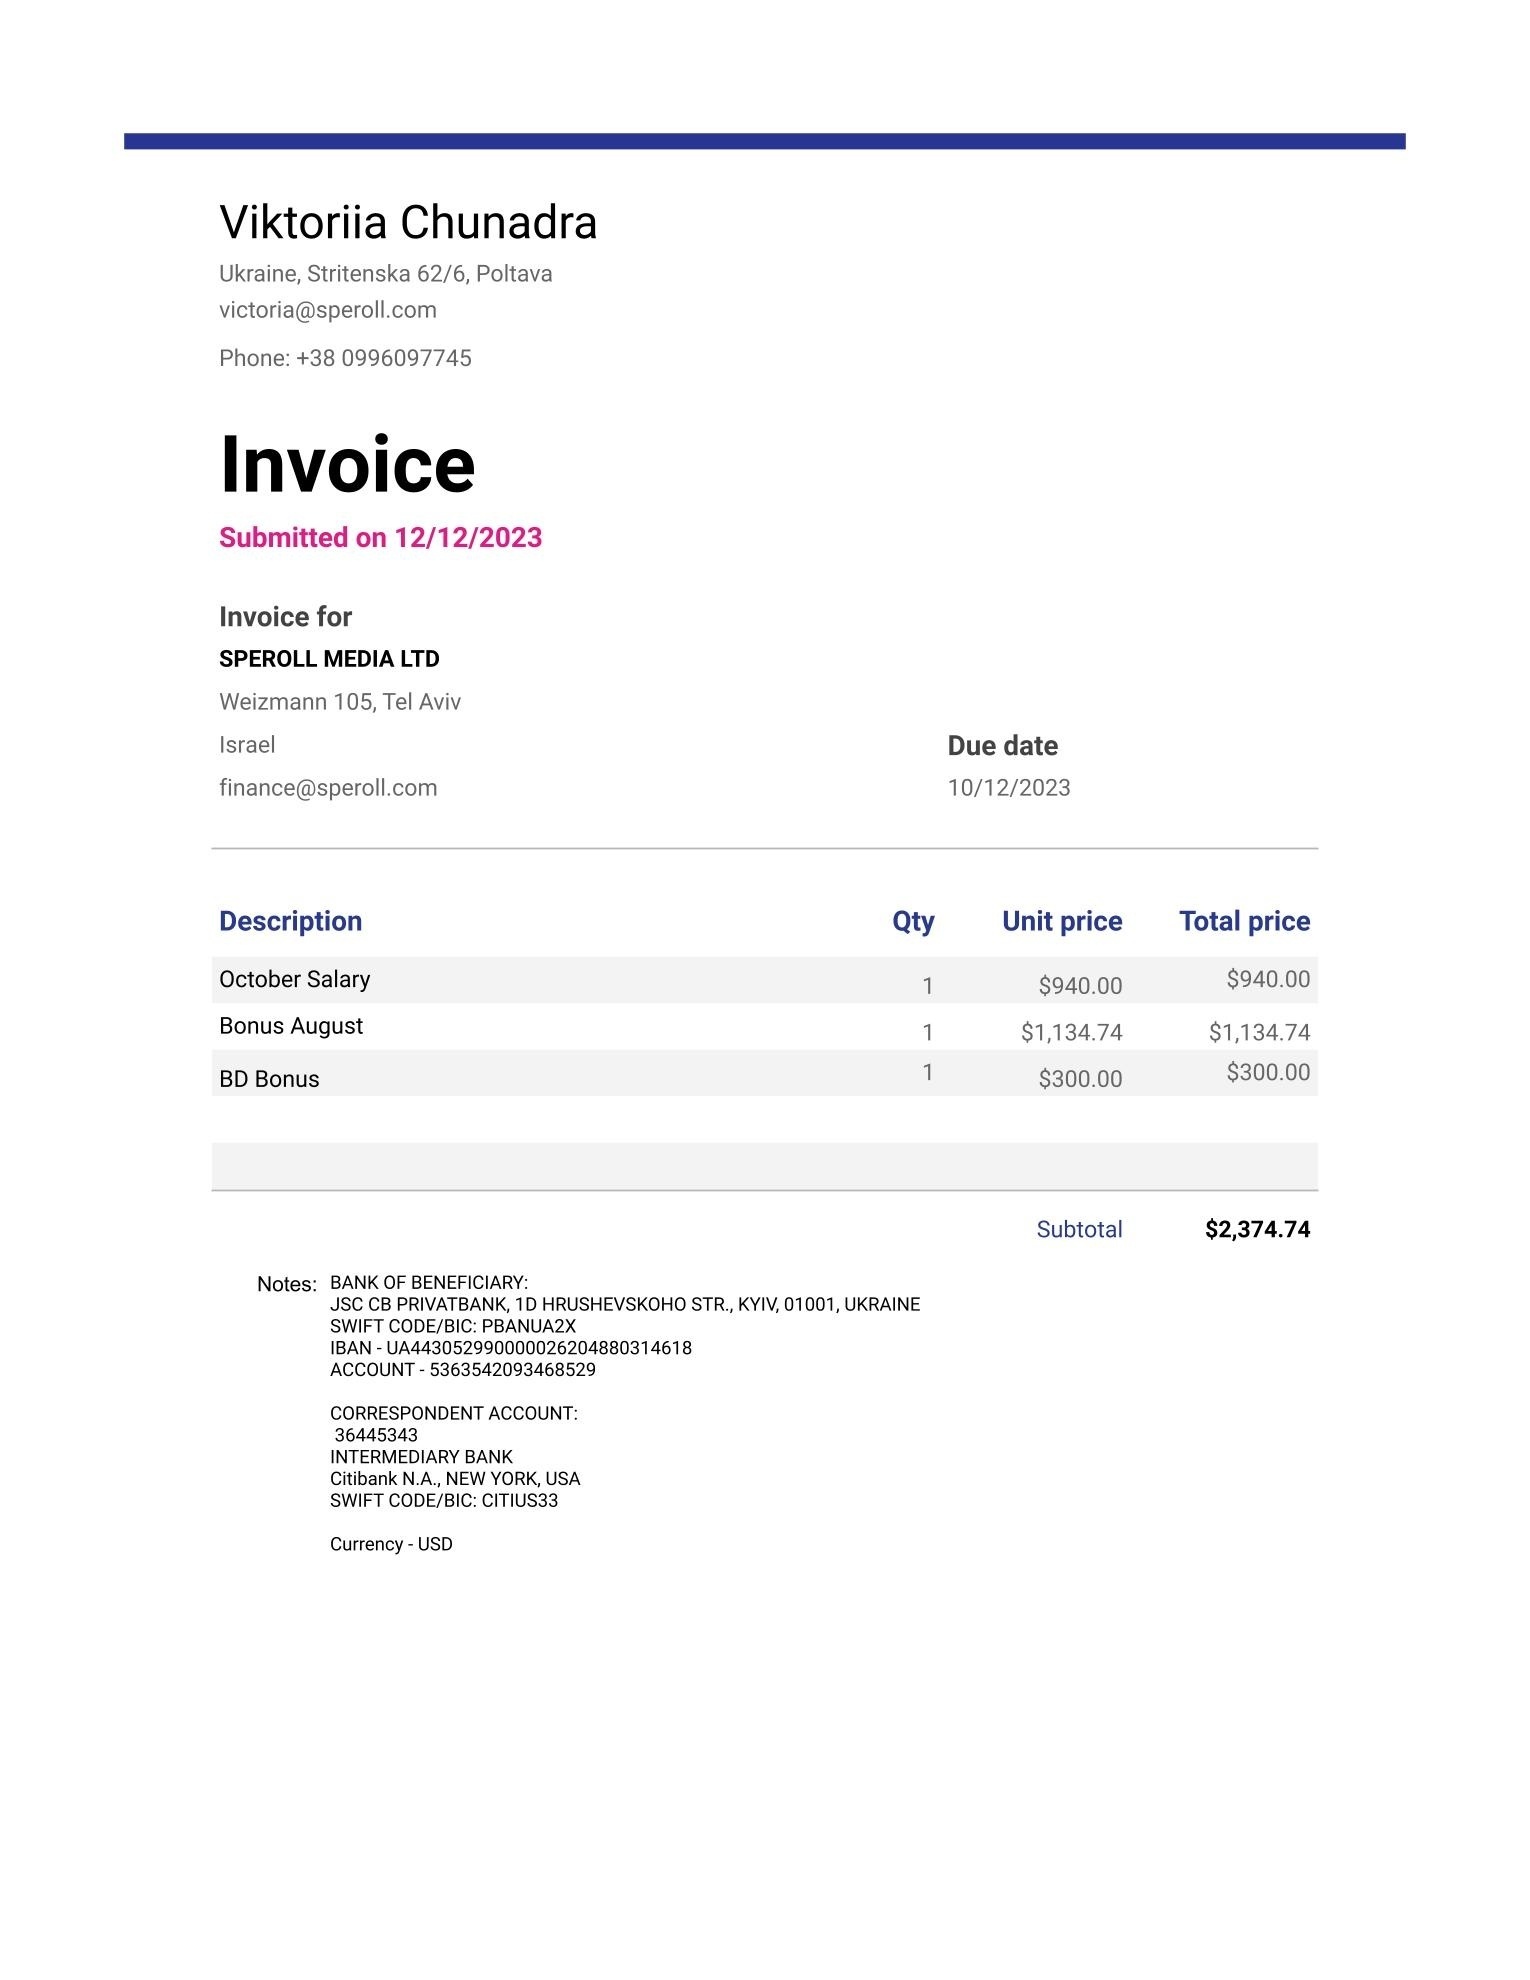 Viktoriia Chunadra
Ukraine, Stritenska 62/6, Poltava
victoria@speroll.com
Phone: +38 0996097745
Invoice
Submitted on 12/12/2023
Invoice for
SPEROLL MEDIA LTD
Weizmann 105, Tel Aviv
Israel
Due date
finance@speroll.com
10/12/2023
Description Qty Unit price Total price
October Salary 1 $940.00 $940.00
Bonus August 1 $1,134.74 $1,134.74
BD Bonus 1 $300.00 $300.00
Subtotal $2,374.74
Notes: BANK OF BENEFICIARY:
JSC CB PRIVATBANK, 1D HRUSHEVSKOHO STR., KYIV, 01001, UKRAINE
SWIFT CODE/BIC: PBANUA2X
IBAN - UA443052990000026204880314618
ACCOUNT - 5363542093468529
CORRESPONDENT ACCOUNT:
36445343
INTERMEDIARY BANK
Citibank N.A., NEW YORK, USA
SWIFT CODE/BIC: CITIUS33
Currency - USD